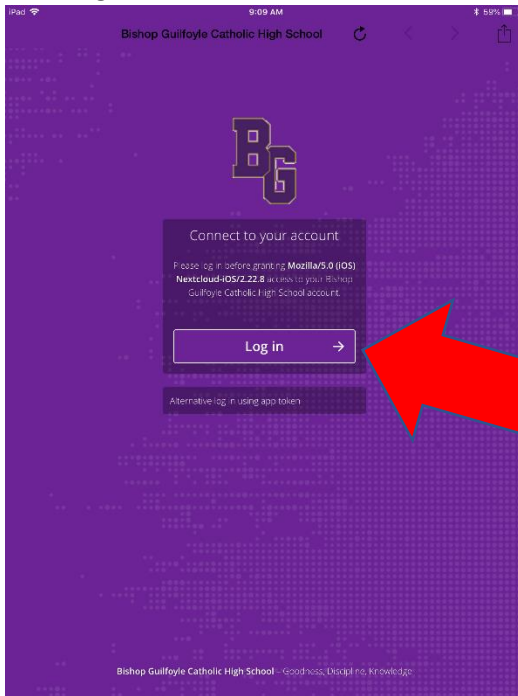 iPad 9:09 AM 59%
Bishop Guilfoyle Catholic High School
BG
Connect to your account
Please log in before granting Mozilla/5.0 (iOS)
Nextcloud-iOS/2.22.8 access to your Bishop
Guilfoyle Catholic High School account.
Log in →
Alternative log in using app token
Bishop Guilfoyle Catholic High School – Goodness, Discipline, Knowledge